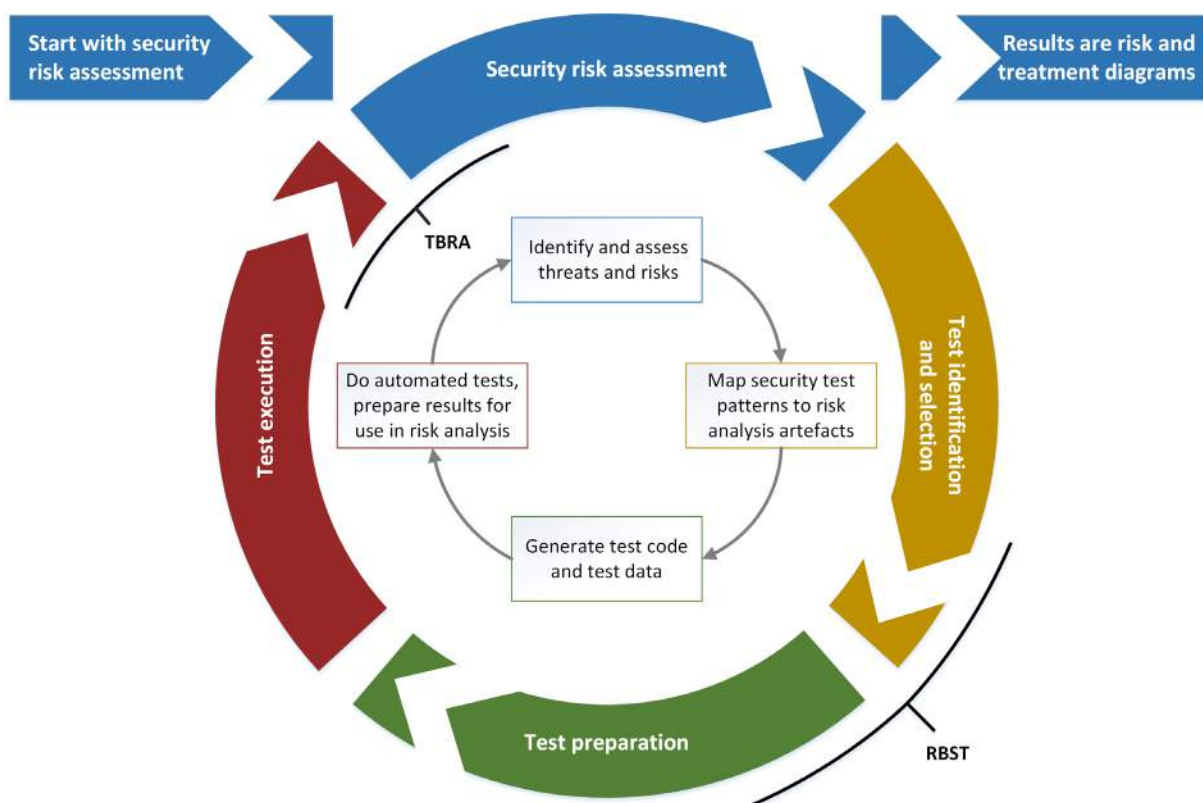 Start with security
risk assessment
Security risk assessment
Results are risk and
treatment diagrams
TBRA
Identify and assess
threats and risks
Test identification
and selection
Map security test
patterns to risk
analysis artefacts
Do automated tests,
prepare results for
use in risk analysis
Test execution
Generate test code
and test data
Test preparation
RBST